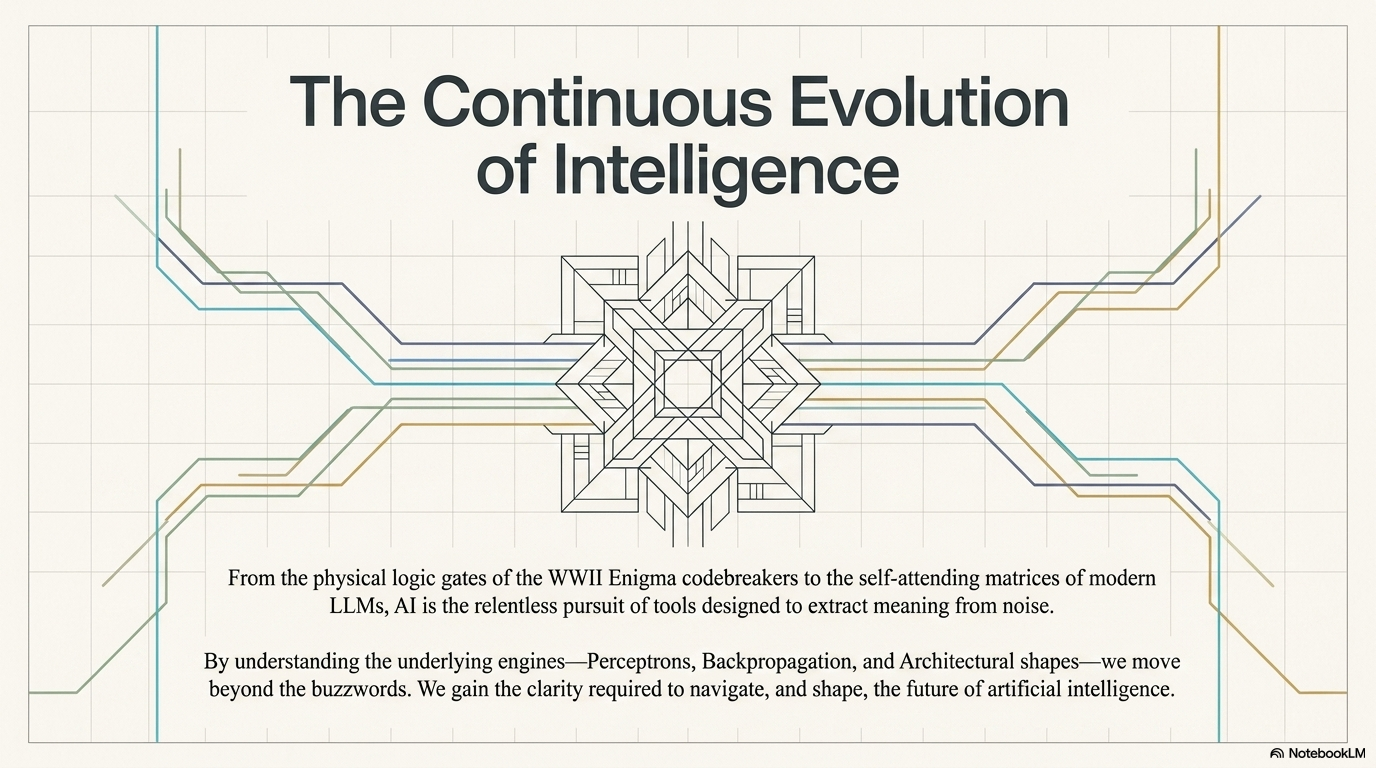 The Continuous Evolution
of Intelligence
From the physical logic gates of the WWII Enigma codebreakers to the self-attending matrices of modern
LLMs, AI is the relentless pursuit of tools designed to extract meaning from noise.
By understanding the underlying engines—Perceptrons, Backpropagation, and Architectural shapes—we move
beyond the buzzwords. We gain the clarity required to navigate, and shape, the future of artificial intelligence.
NotebookLM